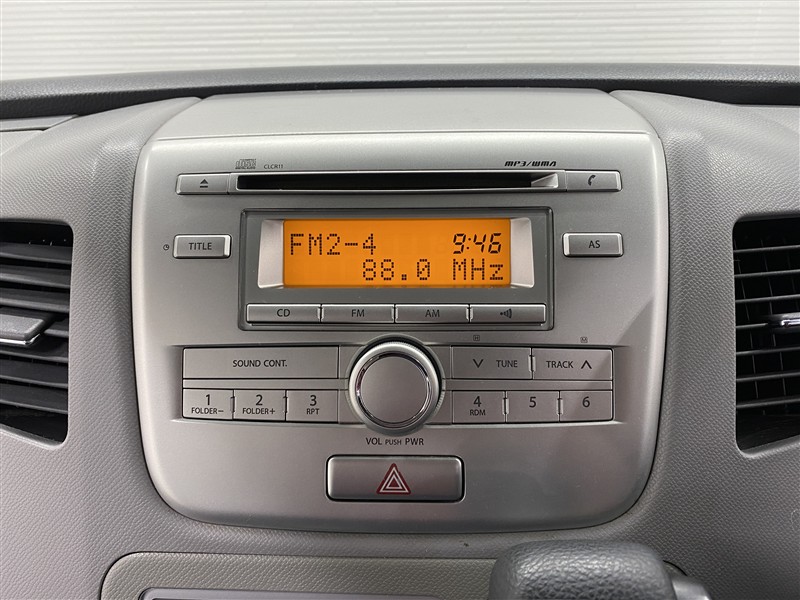 CLCR11 MP3/WMA
TITLE
FM2-4 9:46
88.0 MHz
AS
CD FM AM
SOUND CONT.
TUNE TRACK
H M
1 2 3 4 5 6
FOLDER- FOLDER+ RPT RDM
VOL PUSH PWR